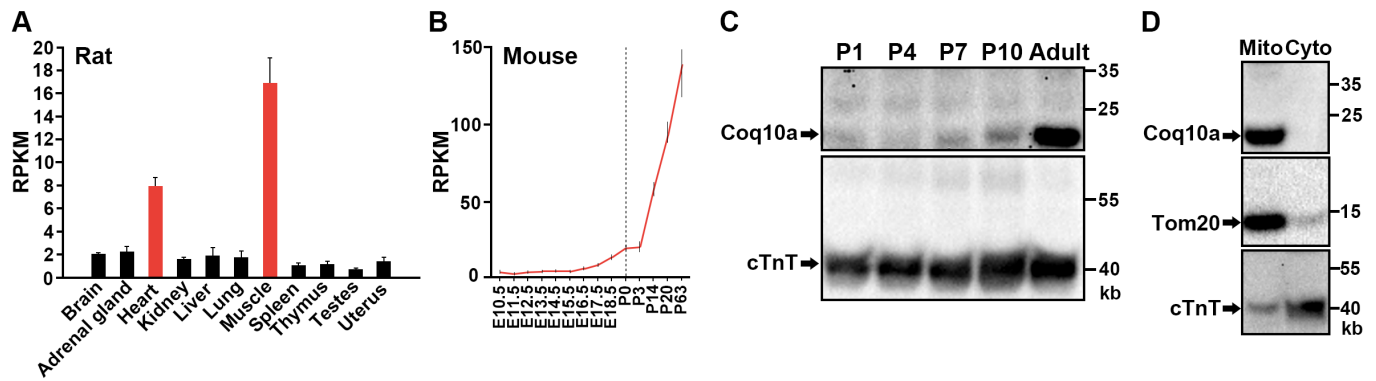 A
Rat
RPKM
20
18
16
14
12
10
8
6
4
2
0
Brain
Adrenal gland
Heart
Kidney
Liver
Lung
Muscle
Spleen
Thymus
Testes
Uterus
B
Mouse
RPKM
150
100
50
0
E10.5
E11.5
E12.5
E13.5
E14.5
E15.5
E16.5
E17.5
E18.5
P0
P3
P14
P20
P63
C
P1 P4 P7 P10 Adult
Coq10a
35
25
cTnT
55
40
kb
D
Mito Cyto
Coq10a
35
25
Tom20
15
cTnT
55
40
kb